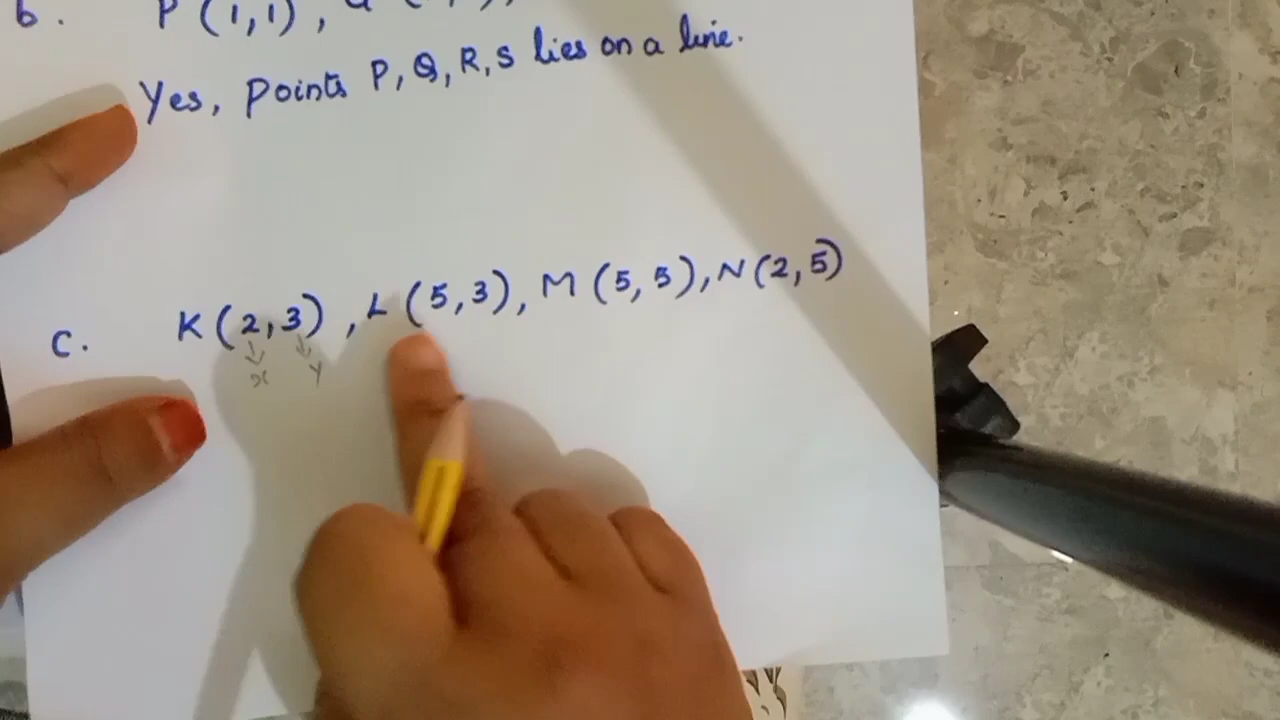 b. P (1,1), Q
Yes, Points P, Q, R, S lies on a line.
c. K (2,3), L (5,3), M (5,5), N (2,5)
x y